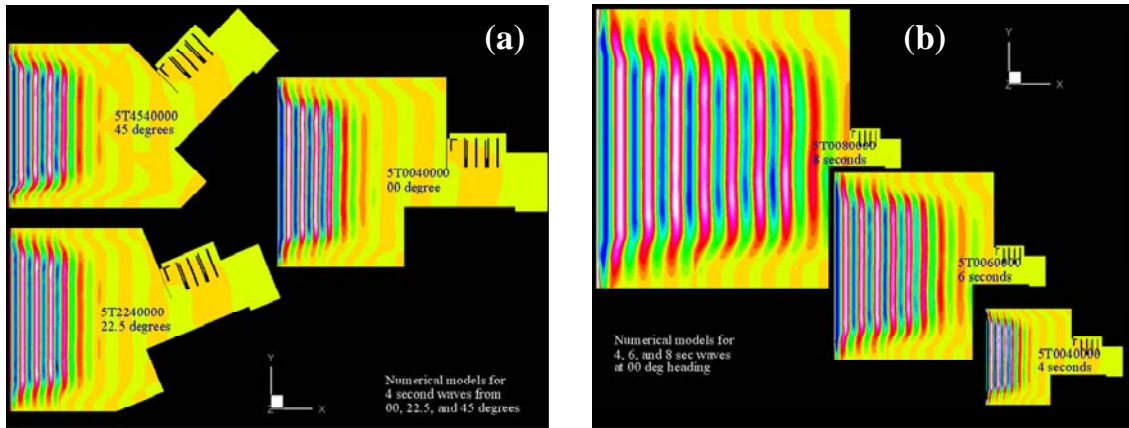 (a)
5T4540000
45 degrees
5T0040000
00 degree
5T2240000
22.5 degrees
Y
Z
X
Numerical models for
4 second waves from
00, 22.5, and 45 degrees
(b)
Y
Z
X
5T0080000
8 seconds
5T0060000
6 seconds
5T0040000
4 seconds
Numerical models for
4, 6, and 8 sec waves
at 00 deg heading